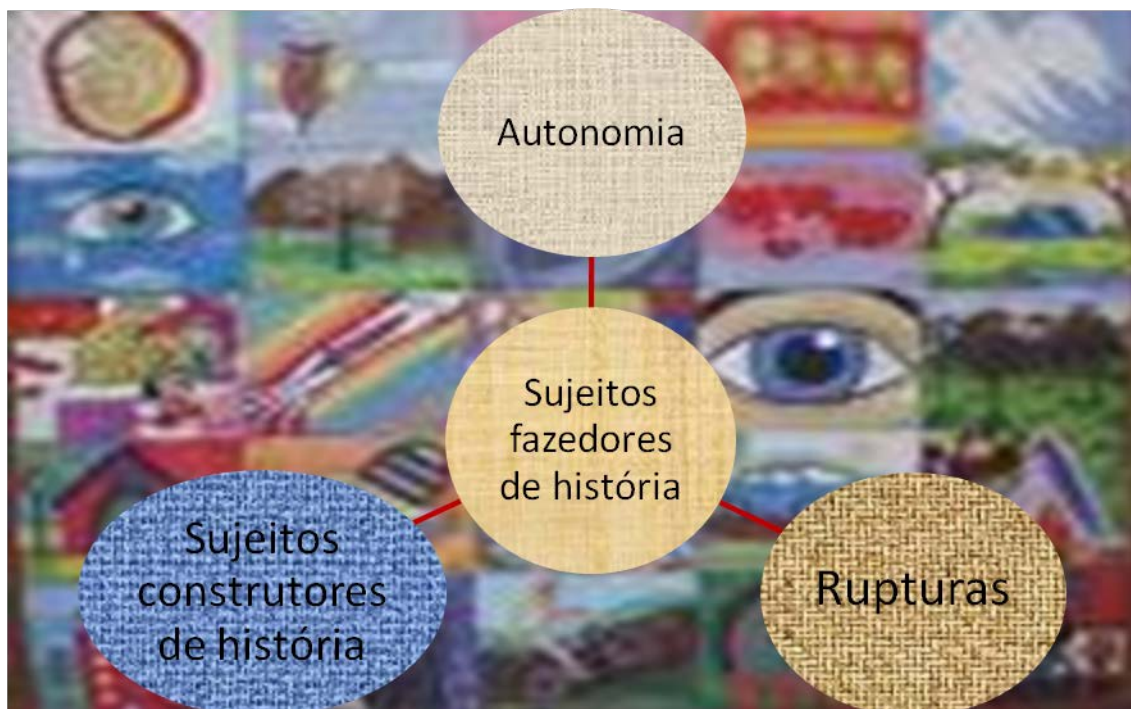 Autonomia
Sujeitos
fazedores
de história
Sujeitos
construtores
de história
Rupturas